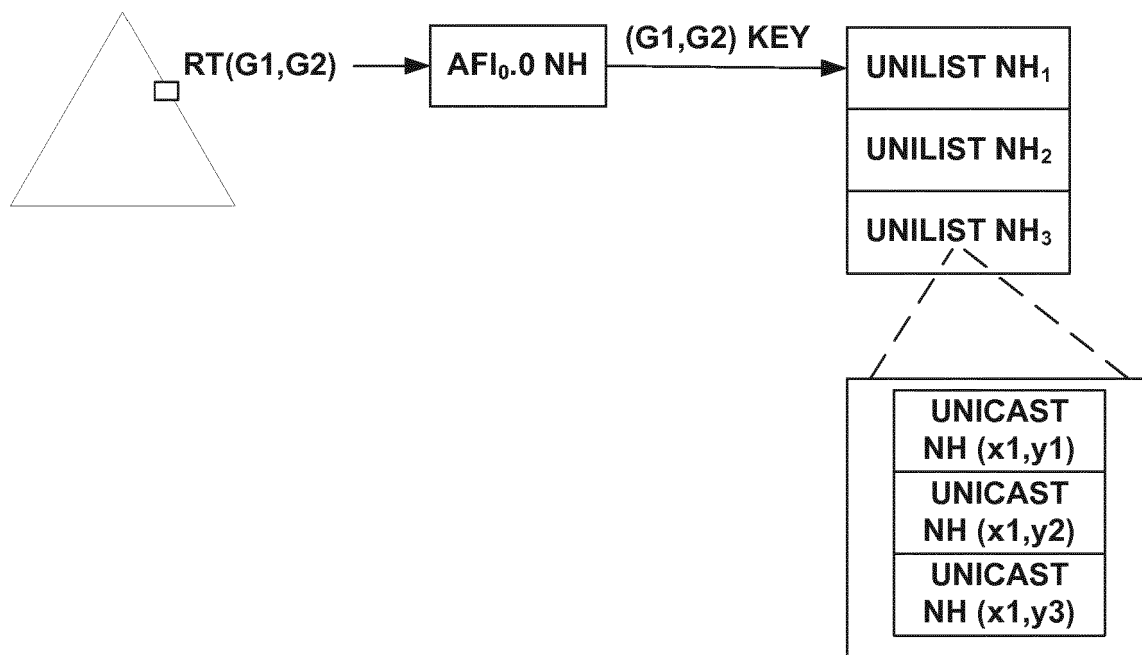 RT(G1,G2)
AFI₀.0 NH
(G1,G2) KEY
UNILIST NH₁
UNILIST NH₂
UNILIST NH₃
UNICAST
NH (x1,y1)
UNICAST
NH (x1,y2)
UNICAST
NH (x1,y3)